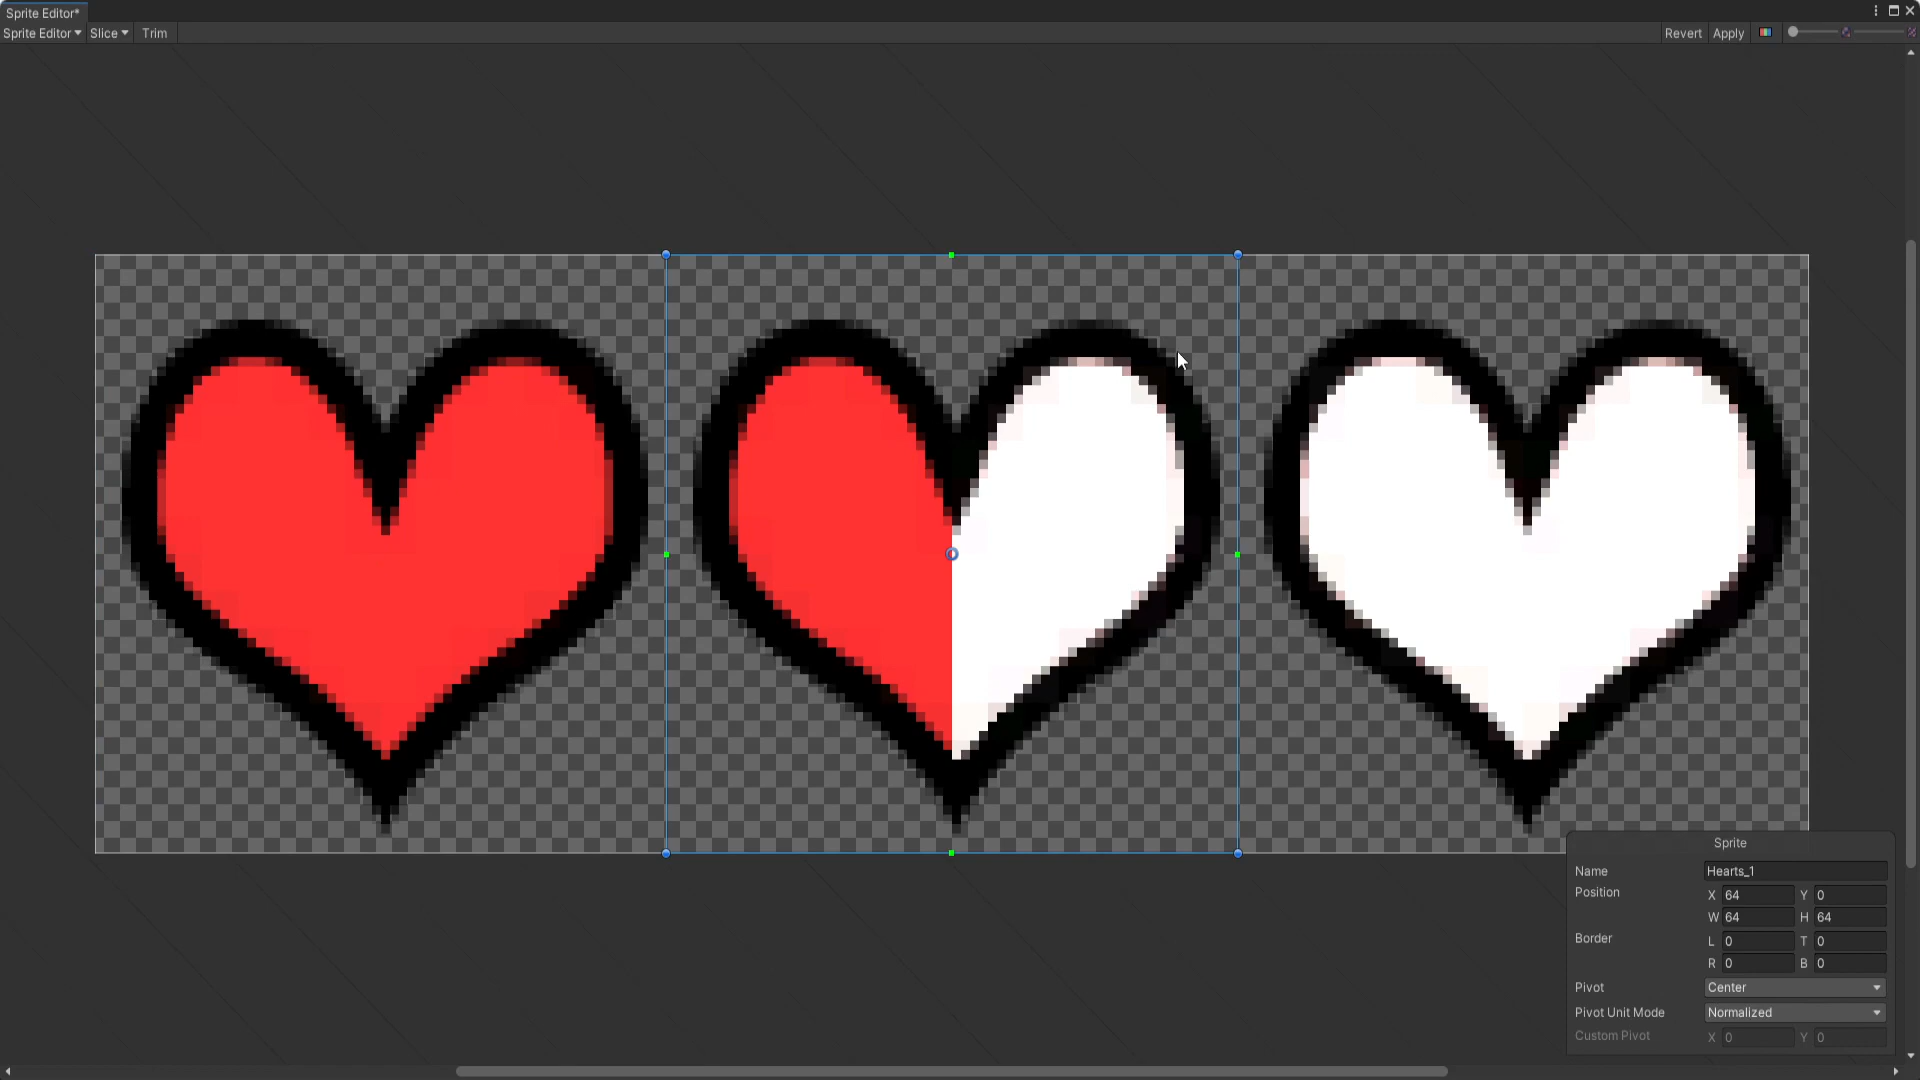 Sprite Editor*
Sprite Editor Slice Trim Revert Apply
Sprite
Name Hearts_1
Position X 64 Y 0
W 64 H 64
Border L 0 T 0
R 0 B 0
Pivot Center
Pivot Unit Mode Normalized
Custom Pivot X 0 Y 0